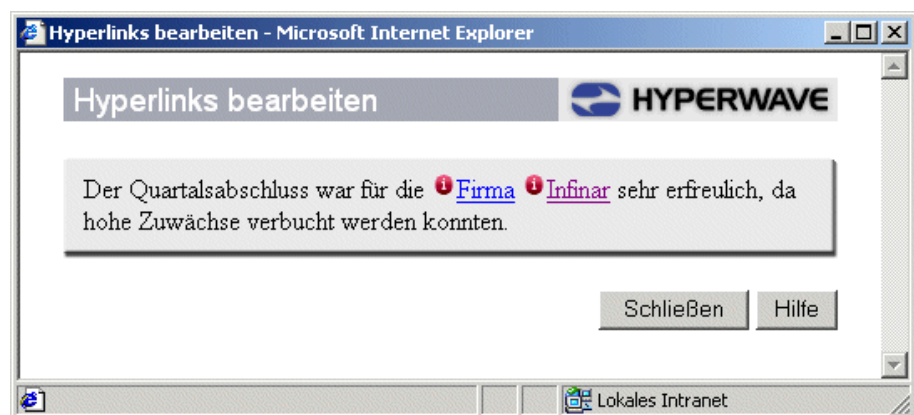 Hyperlinks bearbeiten - Microsoft Internet Explorer
Hyperlinks bearbeiten HYPERWAVE
Der Quartalsabschluss war für die Firma Infinar sehr erfreulich, da
hohe Zuwächse verbucht werden konnten.
Schließen Hilfe
Lokales Intranet